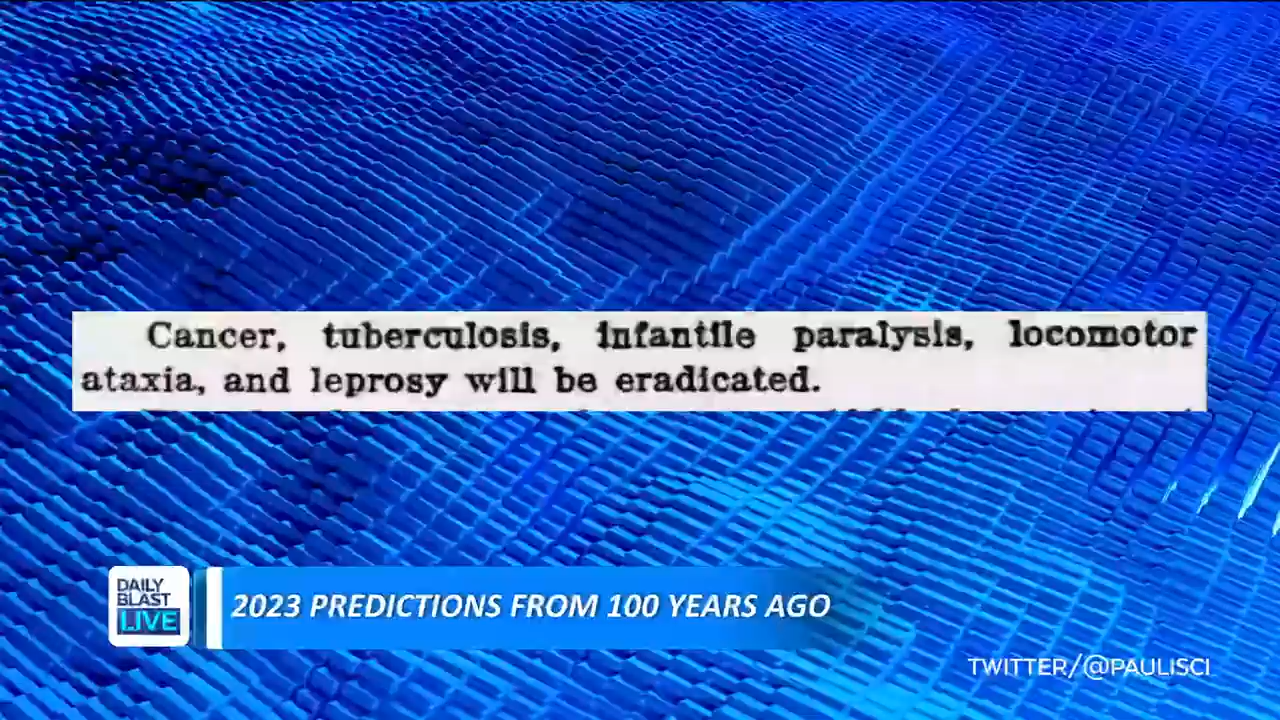 Cancer, tuberculosis, infantile paralysis, locomotor
ataxia, and leprosy will be eradicated.
DAILY
BLAST
LIVE
2023 PREDICTIONS FROM 100 YEARS AGO
TWITTER/@PAULISCI